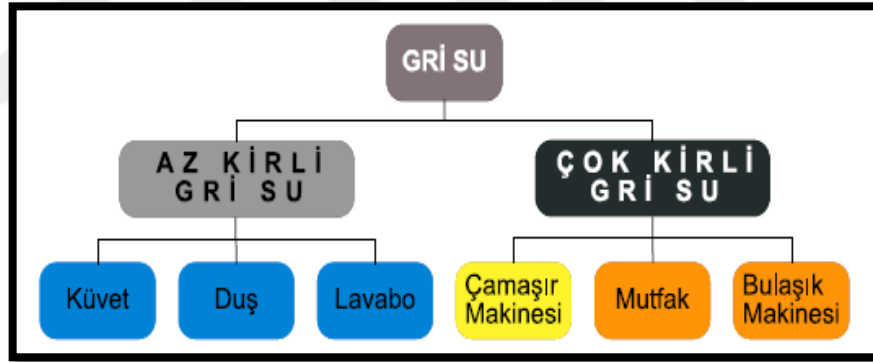 GRİ SU
AZ KİRLİ
GRİ SU
ÇOK KİRLİ
GRİ SU
Küvet
Duş
Lavabo
Çamaşır
Makinesi
Mutfak
Bulaşık
Makinesi